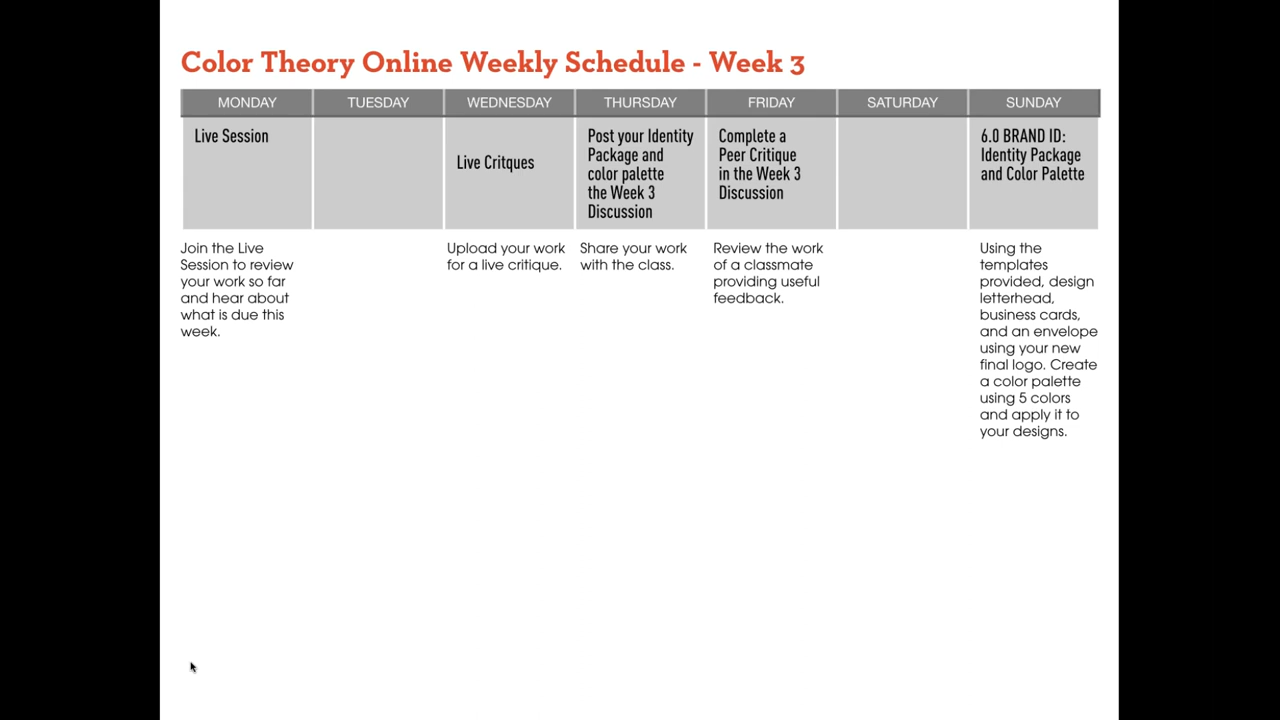 Color Theory Online Weekly Schedule - Week 3
MONDAY
TUESDAY
WEDNESDAY
THURSDAY
FRIDAY
SATURDAY
SUNDAY
Live Session
Live Critques
Post your Identity
Package and
color palette
the Week 3
Discussion
Complete a
Peer Critique
in the Week 3
Discussion
6.0 BRAND ID:
Identity Package
and Color Palette
Join the Live
Session to review
your work so far
and hear about
what is due this
week.
Upload your work
for a live critique.
Share your work
with the class.
Review the work
of a classmate
providing useful
feedback.
Using the
templates
provided, design
letterhead,
business cards,
and an envelope
using your new
final logo. Create
a color palette
using 5 colors
and apply it to
your designs.